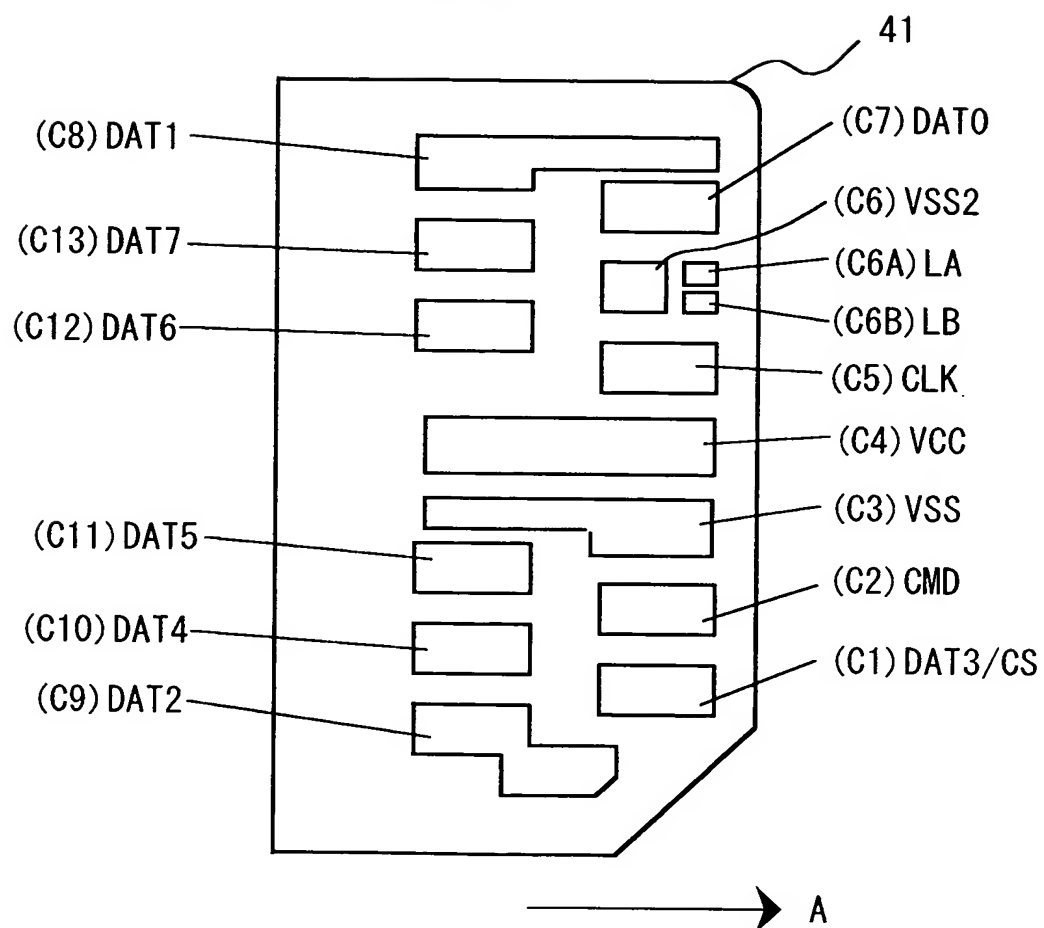 41
(C8) DAT1
(C7) DAT0
(C13) DAT7
(C6) VSS2
(C6A) LA
(C12) DAT6
(C6B) LB
(C5) CLK
(C4) VCC
(C3) VSS
(C11) DAT5
(C2) CMD
(C10) DAT4
(C1) DAT3/CS
(C9) DAT2
A